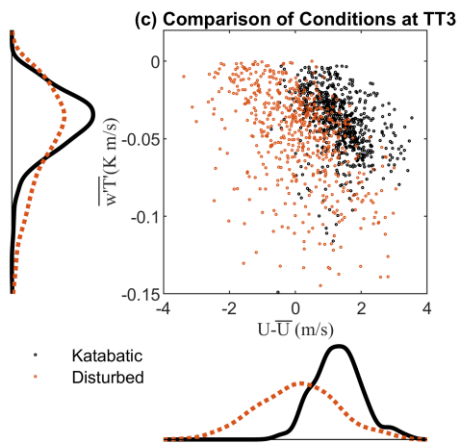 (c) Comparison of Conditions at TT3
0
-0.05
-0.1
-0.15
w'T'(K m/s)
-4 -2 0 2 4
U-U (m/s)
Katabatic
Disturbed